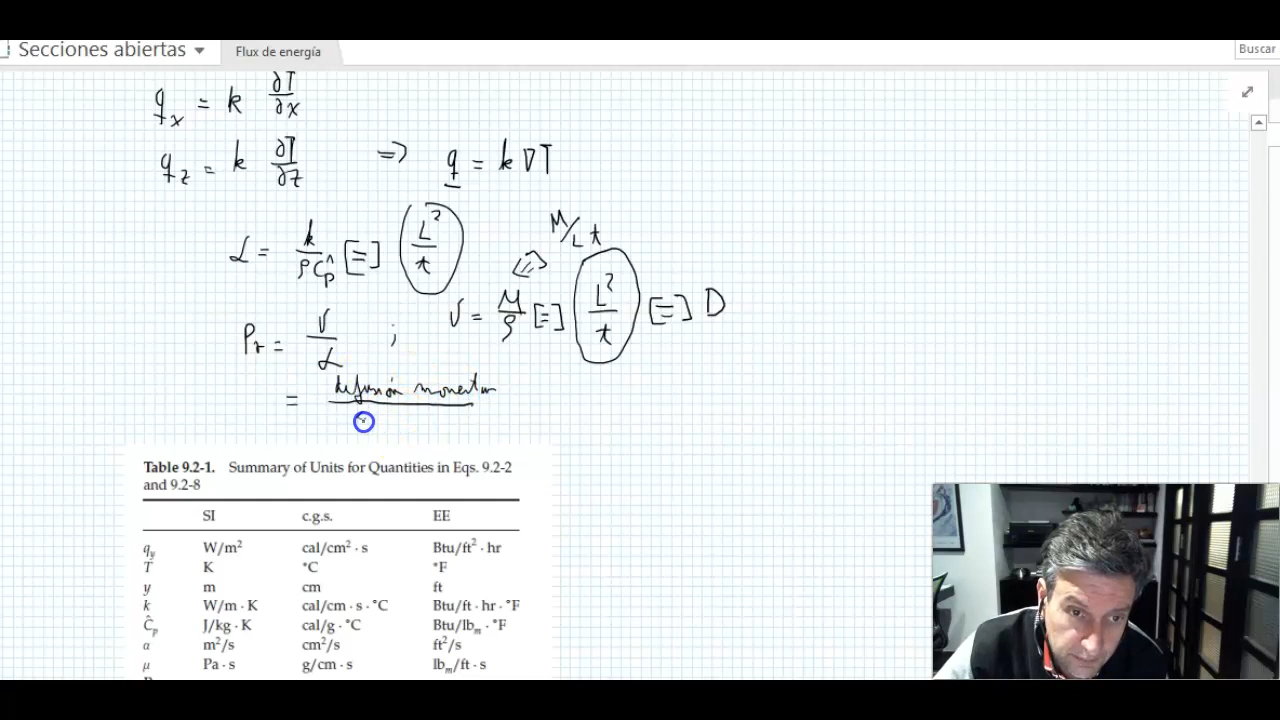 Secciones abiertas
Flux de energía
Buscar
q_x = k ∂T/∂x
q_z = k ∂T/∂z ⇒ q = k ∇T
α = k/ρĈp [=] L²/t
M/L t
ν = μ/ρ [=] L²/t [=] D
Pr = ν/α ;
= difusión momentum
Table 9.2-1. Summary of Units for Quantities in Eqs. 9.2-2
and 9.2-8
SI c.g.s. EE
q_y W/m² cal/cm² · s Btu/ft² · hr
T K °C °F
y m cm ft
k W/m · K cal/cm · s · °C Btu/ft · hr · °F
Ĉp J/kg · K cal/g · °C Btu/lb_m · °F
α m²/s cm²/s ft²/s
μ Pa · s g/cm · s lb_m/ft · s